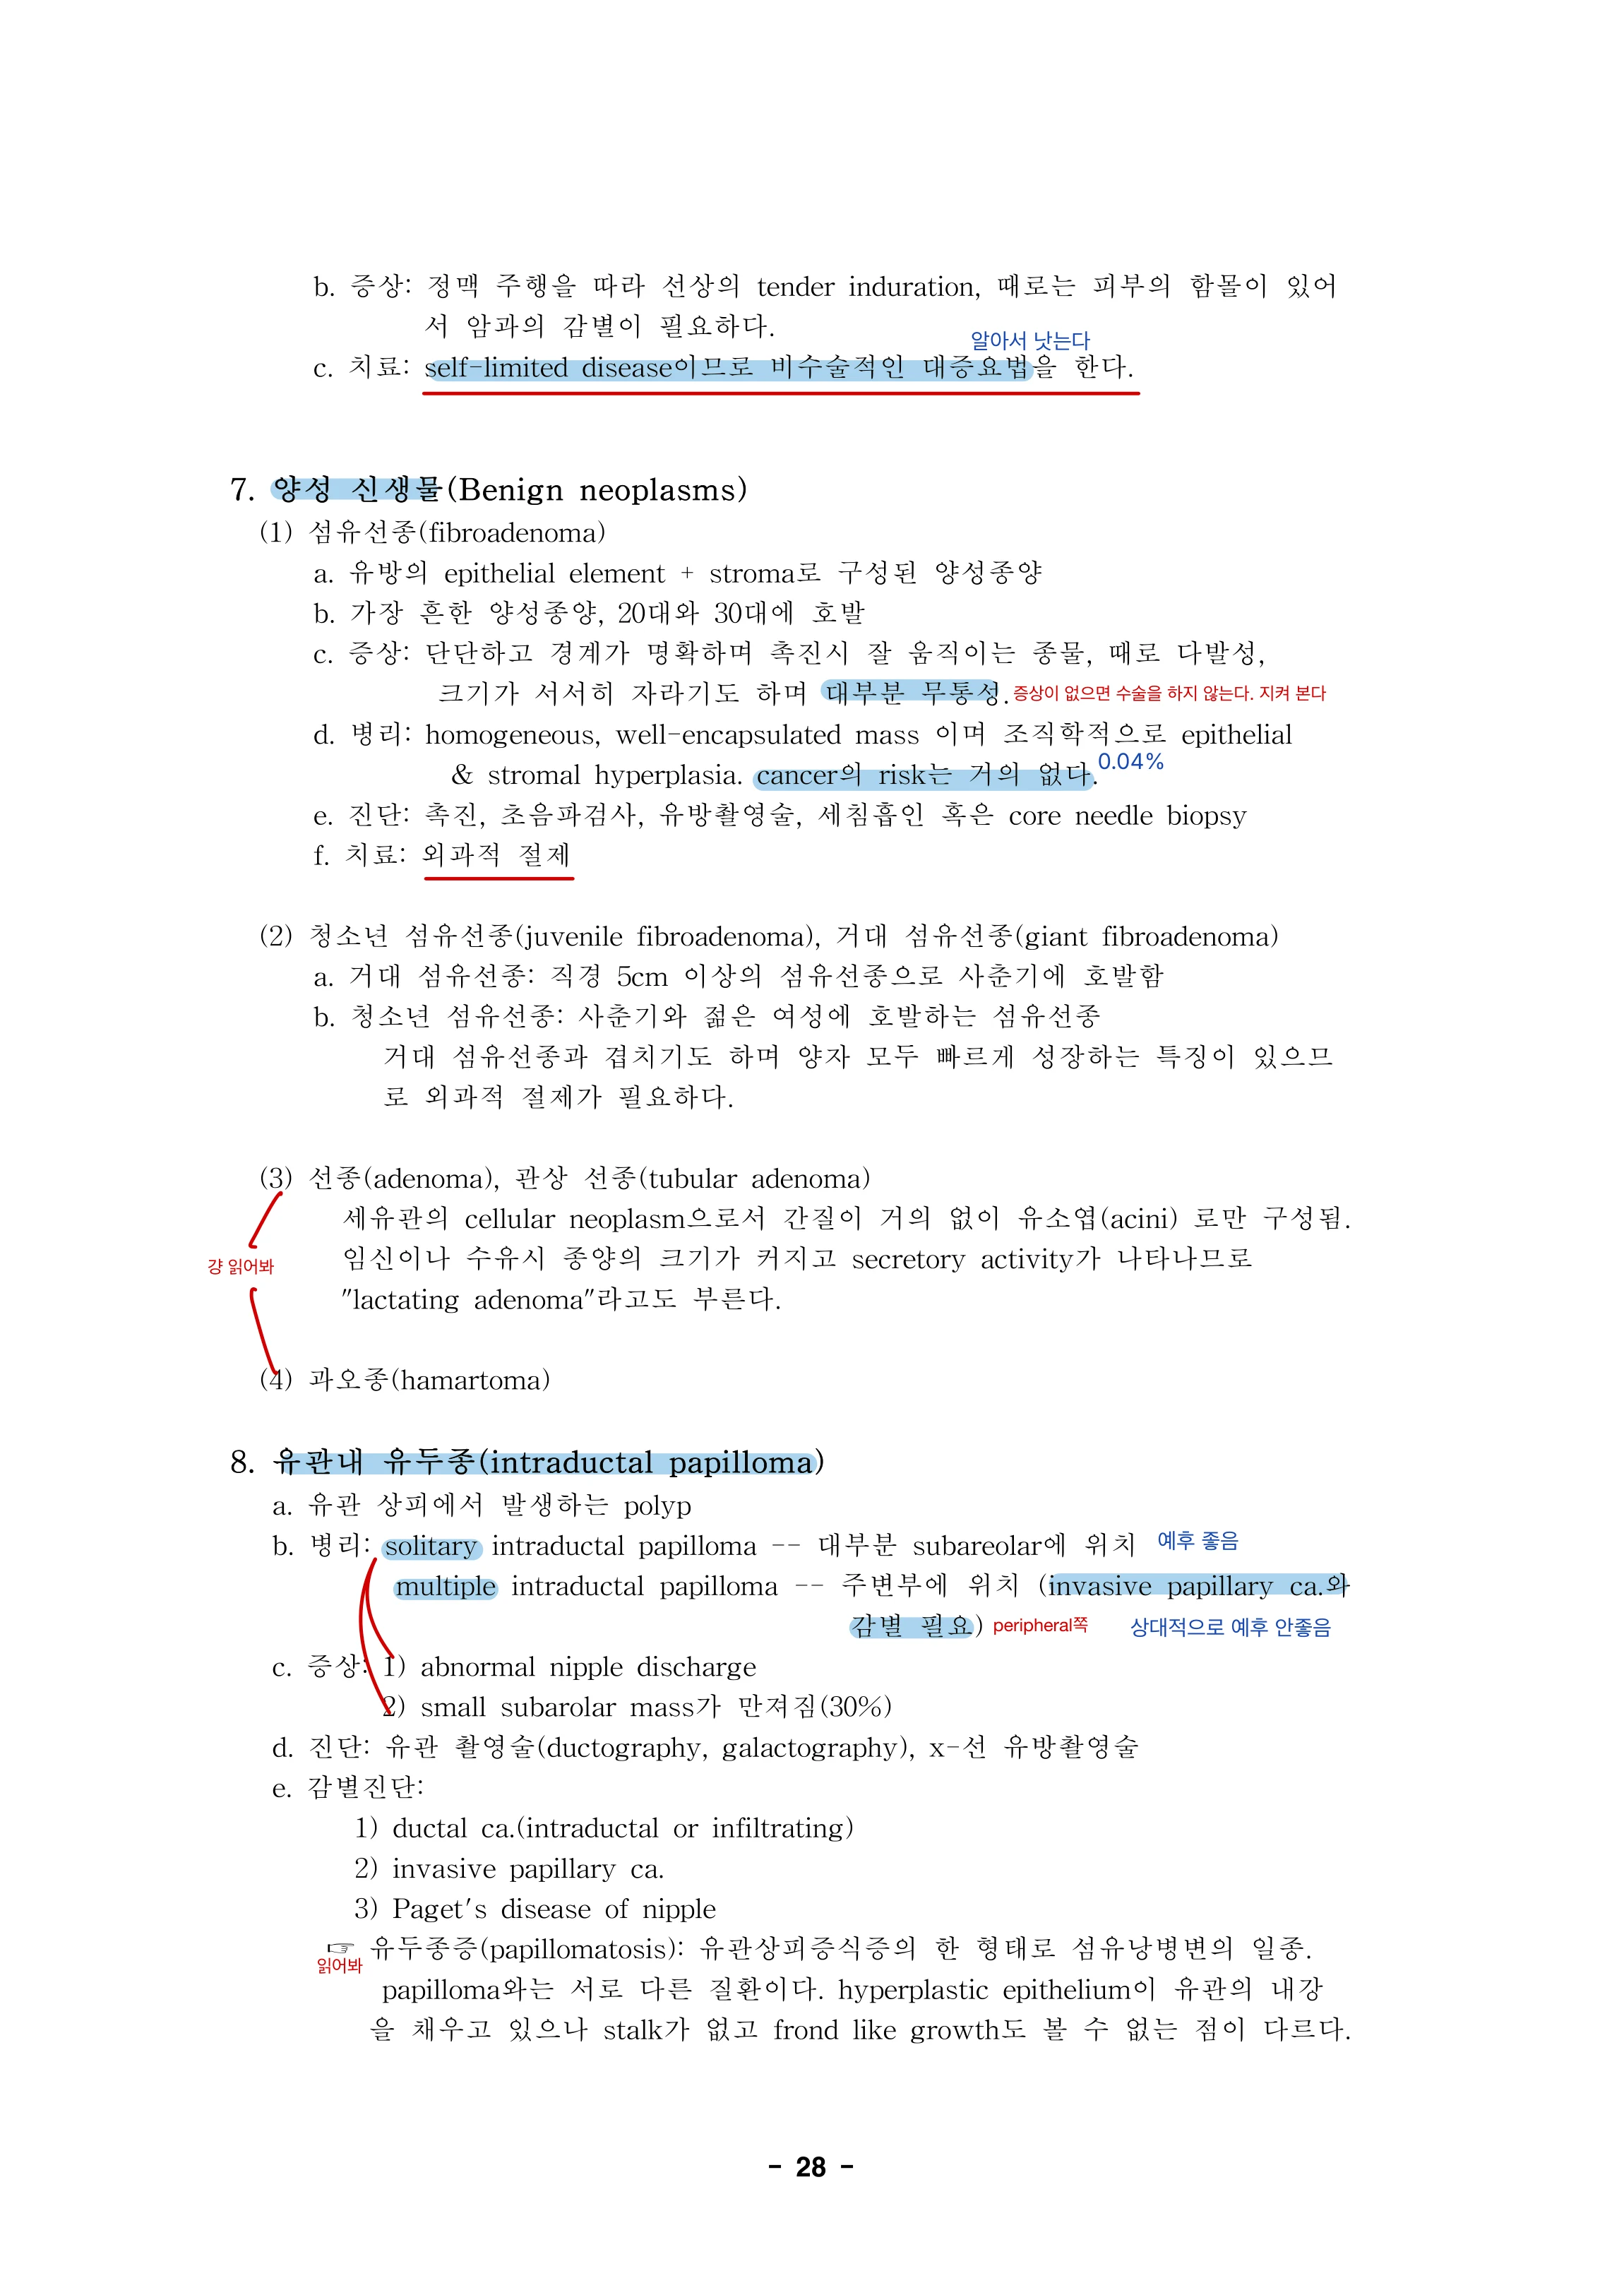 b. 증상: 정맥 주행을 따라 선상의 tender induration, 때로는 피부의 함몰이 있어
서 암과의 감별이 필요하다.
알아서 낫는다
c. 치료: self-limited disease이므로 비수술적인 대증요법을 한다.
7. 양성 신생물(Benign neoplasms)
(1) 섬유선종(fibroadenoma)
a. 유방의 epithelial element + stroma로 구성된 양성종양
b. 가장 흔한 양성종양, 20대와 30대에 호발
c. 증상: 단단하고 경계가 명확하며 촉진시 잘 움직이는 종물, 때로 다발성,
크기가 서서히 자라기도 하며 대부분 무통성. 증상이 없으면 수술을 하지 않는다. 지켜 본다
d. 병리: homogeneous, well-encapsulated mass 이며 조직학적으로 epithelial
& stromal hyperplasia. cancer의 risk는 거의 없다. 0.04%
e. 진단: 촉진, 초음파검사, 유방촬영술, 세침흡인 혹은 core needle biopsy
f. 치료: 외과적 절제
(2) 청소년 섬유선종(juvenile fibroadenoma), 거대 섬유선종(giant fibroadenoma)
a. 거대 섬유선종: 직경 5cm 이상의 섬유선종으로 사춘기에 호발함
b. 청소년 섬유선종: 사춘기와 젊은 여성에 호발하는 섬유선종
거대 섬유선종과 겹치기도 하며 양자 모두 빠르게 성장하는 특징이 있으므
로 외과적 절제가 필요하다.
(3) 선종(adenoma), 관상 선종(tubular adenoma)
세유관의 cellular neoplasm으로서 간질이 거의 없이 유소엽(acini) 로만 구성됨.
걍 읽어봐
임신이나 수유시 종양의 크기가 커지고 secretory activity가 나타나므로
"lactating adenoma"라고도 부른다.
(4) 과오종(hamartoma)
8. 유관내 유두종(intraductal papilloma)
a. 유관 상피에서 발생하는 polyp
b. 병리: solitary intraductal papilloma -- 대부분 subareolar에 위치 예후 좋음
multiple intraductal papilloma -- 주변부에 위치 (invasive papillary ca.와
감별 필요) peripheral쪽 상대적으로 예후 안좋음
c. 증상: 1) abnormal nipple discharge
2) small subarolar mass가 만져짐(30%)
d. 진단: 유관 촬영술(ductography, galactography), x-선 유방촬영술
e. 감별진단:
1) ductal ca.(intraductal or infiltrating)
2) invasive papillary ca.
3) Paget's disease of nipple
☞ 유두종증(papillomatosis): 유관상피증식증의 한 형태로 섬유낭병변의 일종.
읽어봐
papilloma와는 서로 다른 질환이다. hyperplastic epithelium이 유관의 내강
을 채우고 있으나 stalk가 없고 frond like growth도 볼 수 없는 점이 다르다.
- 28 -